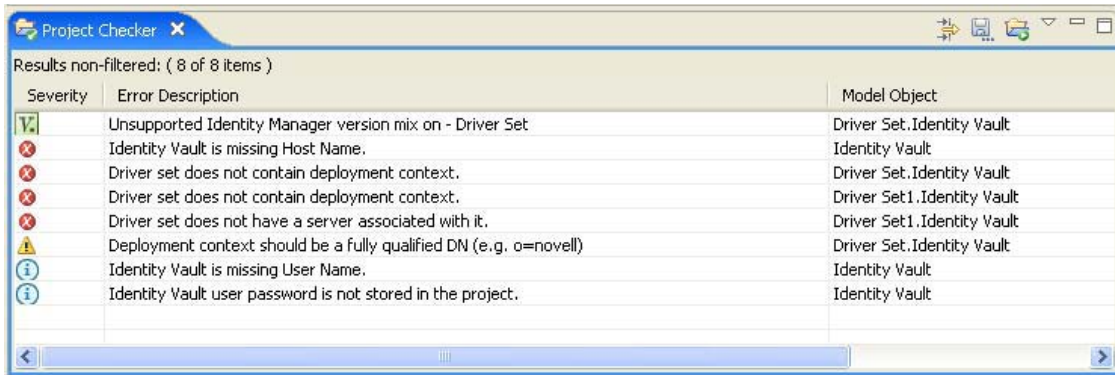 Project Checker
Results non-filtered: ( 8 of 8 items )
Severity Error Description Model Object
V. Unsupported Identity Manager version mix on - Driver Set Driver Set.Identity Vault
Identity Vault is missing Host Name. Identity Vault
Driver set does not contain deployment context. Driver Set.Identity Vault
Driver set does not contain deployment context. Driver Set1.Identity Vault
Driver set does not have a server associated with it. Driver Set1.Identity Vault
Deployment context should be a fully qualified DN (e.g. o=novell) Driver Set.Identity Vault
Identity Vault is missing User Name. Identity Vault
Identity Vault user password is not stored in the project. Identity Vault